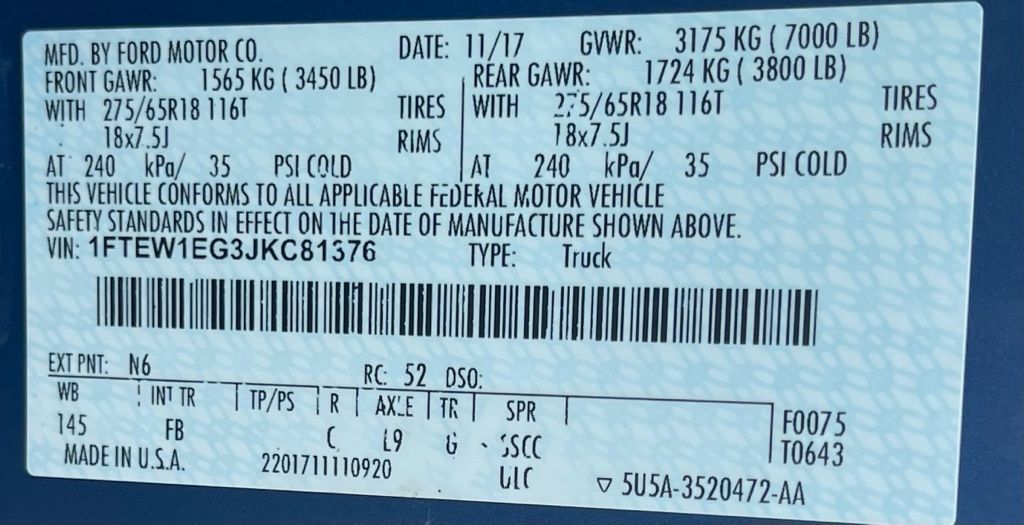 MFD. BY FORD MOTOR CO. DATE: 11/17 GVWR: 3175 KG ( 7000 LB)
FRONT GAWR: 1565 KG ( 3450 LB) REAR GAWR: 1724 KG ( 3800 LB)
WITH 275/65R18 116T TIRES WITH 275/65R18 116T TIRES
18x7.5J RIMS 18x7.5J RIMS
AT 240 kPa/ 35 PSI COLD AT 240 kPa/ 35 PSI COLD
THIS VEHICLE CONFORMS TO ALL APPLICABLE FEDERAL MOTOR VEHICLE
SAFETY STANDARDS IN EFFECT ON THE DATE OF MANUFACTURE SHOWN ABOVE.
VIN: 1FTEW1EG3JKC81376 TYPE: Truck
EXT PNT: N6 RC: 52 DSO:
WB INT TR TP/PS R AXLE TR SPR F0075
145 FB C L9 G SSCC T0643
MADE IN U.S.A. 2201711110920 5U5A-3520472-AA